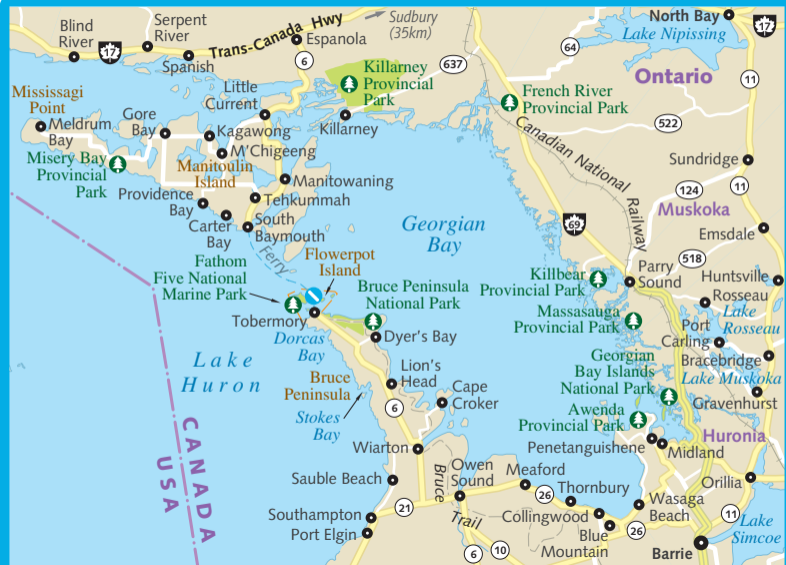 Sudbury
(35km)
North Bay
Lake Nipissing
17
Blind
River
17
Serpent
River
Trans-Canada Hwy
Espanola
Spanish
6
64
637
Killarney
Provincial
Park
Ontario
11
French River
Provincial Park
522
Mississagi
Point
Meldrum
Bay
Gore
Bay
Little
Current
Kagawong
Killarney
M'Chigeeng
Canadian National Railway
Sundridge
Misery Bay
Provincial
Park
Manitoulin
Island
Manitowaning
124
11
Providence
Bay
Tehkummah
Muskoka
Carter
Bay
South
Baymouth
Georgian
Bay
69
Emsdale
Ferry
Flowerpot
Island
518
Fathom
Five National
Marine Park
Bruce Peninsula
National Park
Killbear
Provincial Park
Parry
Sound
Huntsville
Rosseau
Tobermory
Massasauga
Provincial Park
Lake
Rosseau
Dorcas
Bay
Dyer's Bay
Port
Carling
Lake
Huron
Georgian
Bay Islands
National Park
Bracebridge
Lake Muskoka
Bruce
Peninsula
Lion's
Head
Cape
Croker
Gravenhurst
Stokes
Bay
6
Awenda
Provincial Park
CANADA
USA
Penetanguishene
Huronia
Wiarton
Midland
Sauble Beach
Bruce
Trail
Owen
Sound
Meaford
Thornbury
Orillia
21
26
Wasaga
Beach
Southampton
Collingwood
11
Port Elgin
Blue
Mountain
26
Lake
Simcoe
6
10
Barrie